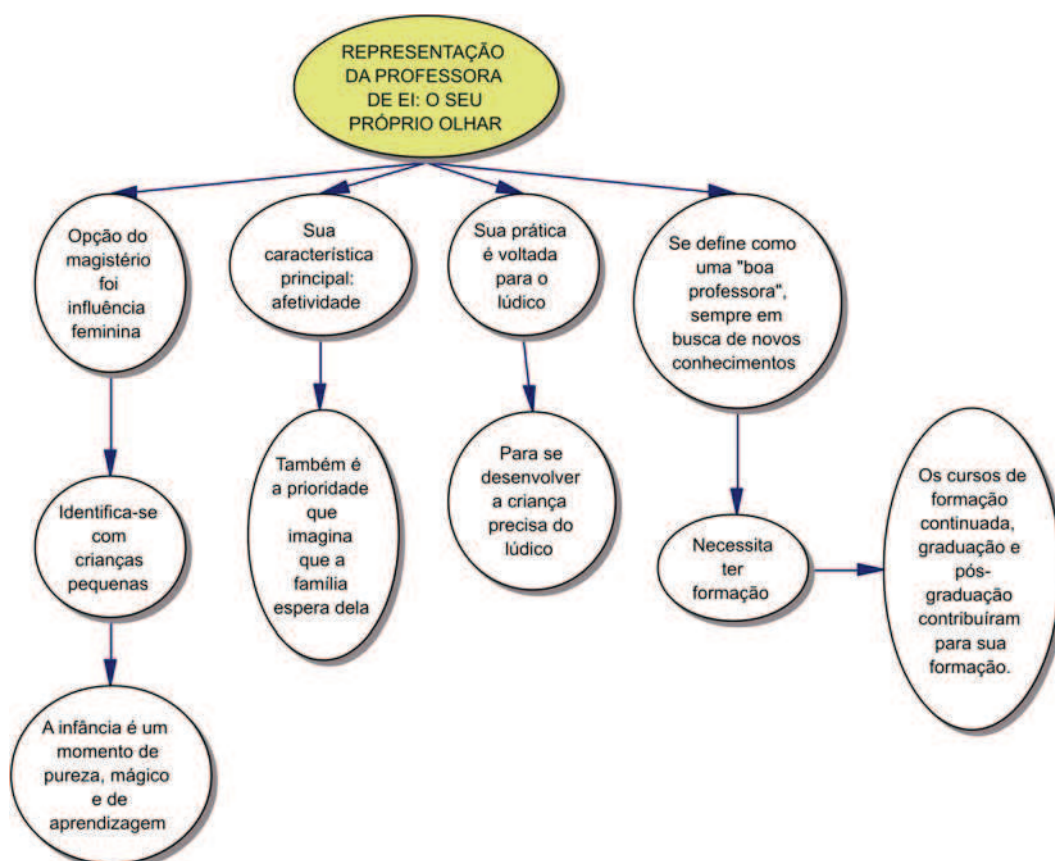 REPRESENTAÇÃO
DA PROFESSORA
DE EI: O SEU
PRÓPRIO OLHAR
Opção do
magistério
foi
influência
feminina
Sua
característica
principal:
afetividade
Sua prática
é voltada
para o
lúdico
Se define como
uma "boa
professora",
sempre em
busca de novos
conhecimentos
Identifica-se
com
crianças
pequenas
Também é
a prioridade
que
imagina
que a
família
espera dela
Para se
desenvolver
a criança
precisa do
lúdico
Necessita
ter
formação
Os cursos de
formação
continuada,
graduação e
pós-
graduação
contribuíram
para sua
formação.
A infância é um
momento de
pureza, mágico
e de
aprendizagem